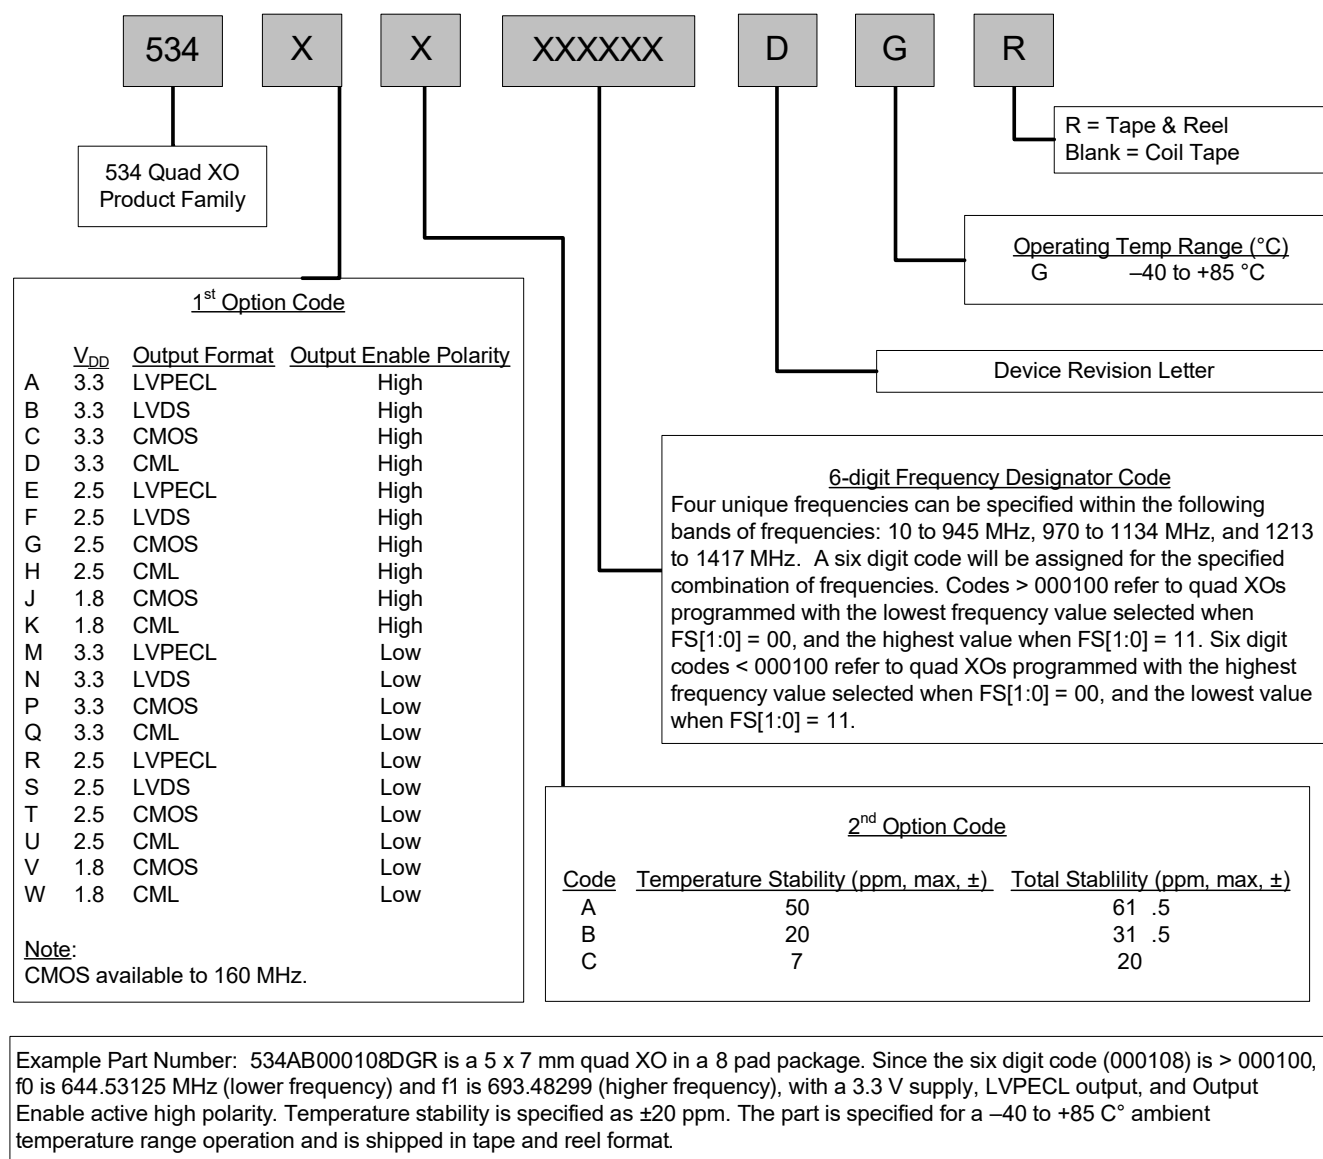 534 X X XXXXXX D G R
R = Tape & Reel
Blank = Coil Tape
534 Quad XO
Product Family
Operating Temp Range (°C)
G –40 to +85 °C
1st Option Code
VDD Output Format Output Enable Polarity
A 3.3 LVPECL High
B 3.3 LVDS High
C 3.3 CMOS High
D 3.3 CML High
E 2.5 LVPECL High
F 2.5 LVDS High
G 2.5 CMOS High
H 2.5 CML High
J 1.8 CMOS High
K 1.8 CML High
M 3.3 LVPECL Low
N 3.3 LVDS Low
P 3.3 CMOS Low
Q 3.3 CML Low
R 2.5 LVPECL Low
S 2.5 LVDS Low
T 2.5 CMOS Low
U 2.5 CML Low
V 1.8 CMOS Low
W 1.8 CML Low
Note:
CMOS available to 160 MHz.
Device Revision Letter
6-digit Frequency Designator Code
Four unique frequencies can be specified within the following
bands of frequencies: 10 to 945 MHz, 970 to 1134 MHz, and 1213
to 1417 MHz. A six digit code will be assigned for the specified
combination of frequencies. Codes > 000100 refer to quad XOs
programmed with the lowest frequency value selected when
FS[1:0] = 00, and the highest value when FS[1:0] = 11. Six digit
codes < 000100 refer to quad XOs programmed with the highest
frequency value selected when FS[1:0] = 00, and the lowest value
when FS[1:0] = 11.
2nd Option Code
Code Temperature Stability (ppm, max, ±) Total Stablility (ppm, max, ±)
A 50 61 .5
B 20 31 .5
C 7 20
Example Part Number: 534AB000108DGR is a 5 x 7 mm quad XO in a 8 pad package. Since the six digit code (000108) is > 000100,
f0 is 644.53125 MHz (lower frequency) and f1 is 693.48299 (higher frequency), with a 3.3 V supply, LVPECL output, and Output
Enable active high polarity. Temperature stability is specified as ±20 ppm. The part is specified for a –40 to +85 C° ambient
temperature range operation and is shipped in tape and reel format.